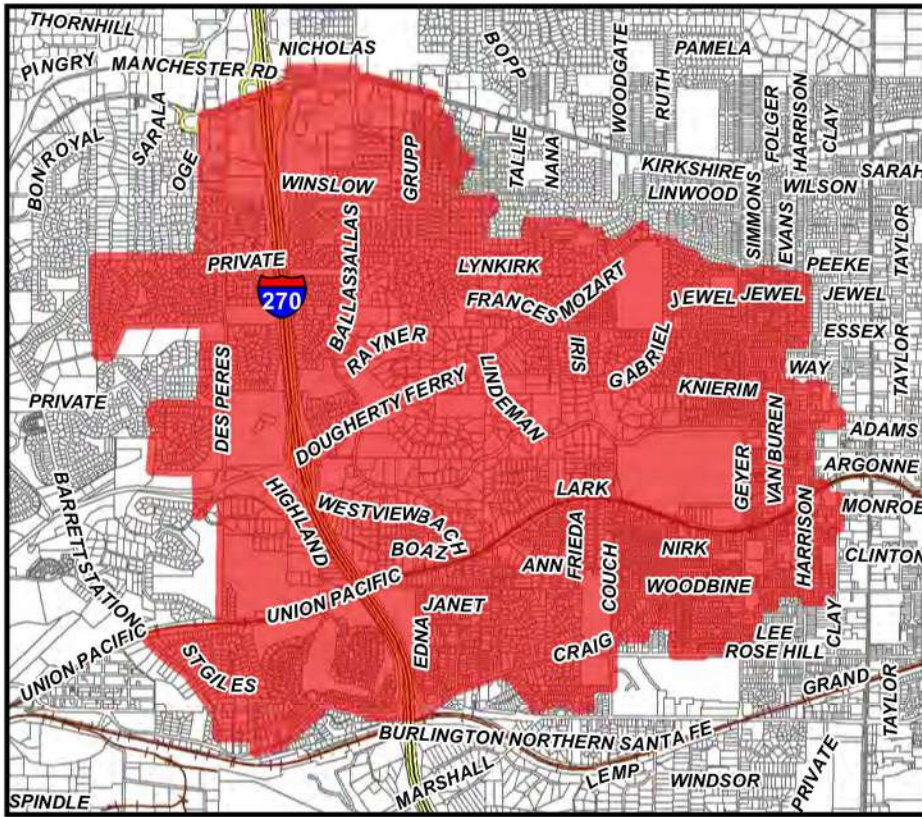 THORNHILL
NICHOLAS
BOPP
WOODGATE
PAMELA
PINGRY
MANCHESTER RD
RUTH
FOLGER
HARRISON
CLAY
BON ROYAL
SARALA
OGE
TALLIE
NANA
KIRKSHIRE
SARAH
WINSLOW
GRUPP
LINWOOD
WILSON
SIMMONS
EVANS
TAYLOR
PRIVATE
BALLAS
BALLAS
LYNKIRK
MOZART
PEEKE
270
FRANCES
JEWEL
JEWEL
JEWEL
RAYNER
IRIS
GABRIEL
ESSEX
TAYLOR
WAY
LINDEMAN
KNIERIM
PRIVATE
DES PERES
DOUGHERTY FERRY
VAN BUREN
ADAMS
GEYER
ARGONNE
BARRETT STATION
HIGHLAND
LARK
MONROE
WESTVIEW
BACH
HARRISON
BOAZ
ANN
FRIEDA
NIRK
CLINTON
COUCH
WOODBINE
UNION PACIFIC
JANET
EDNA
CLAY
UNION PACIFIC
ST GILES
CRAIG
LEE
ROSE HILL
GRAND
TAYLOR
BURLINGTON NORTHERN SANTA FE
MARSHALL
LEMP
WINDSOR
PRIVATE
SPINDLE